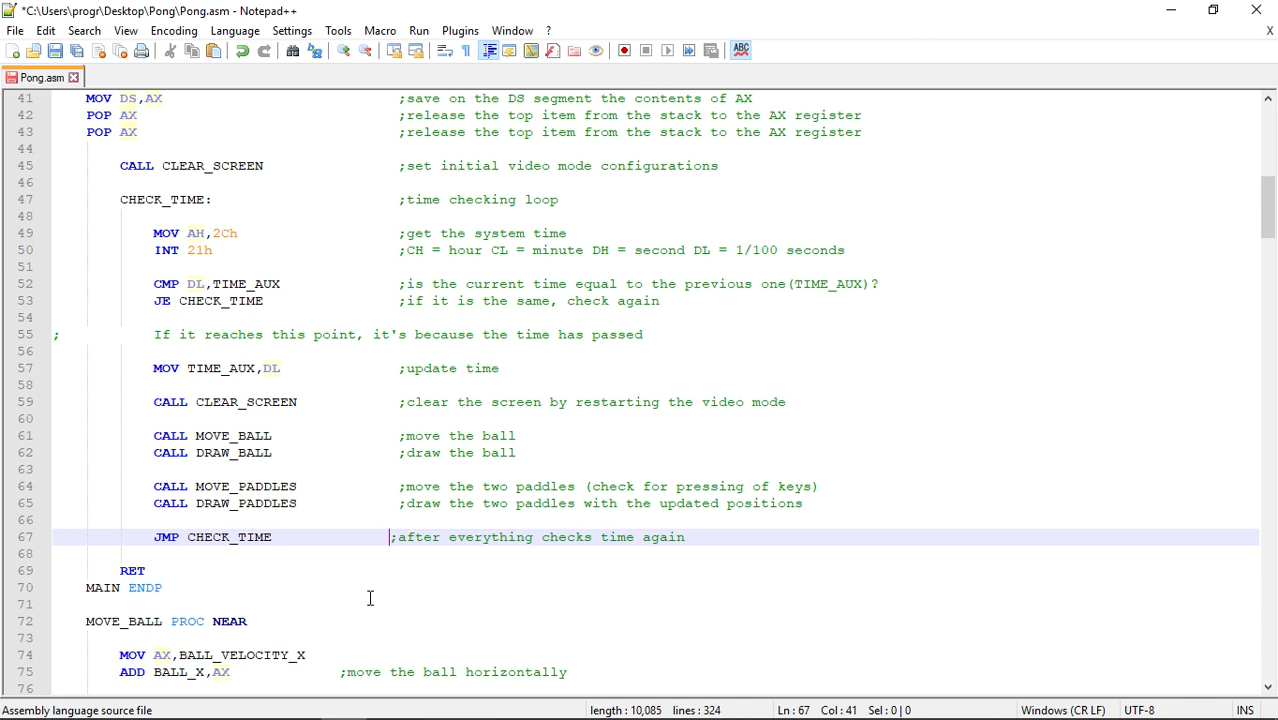 *C:\Users\progr\Desktop\Pong\Pong.asm - Notepad++
File Edit Search View Encoding Language Settings Tools Macro Run Plugins Window ? X
ABC
Pong.asm
41 MOV DS,AX ;save on the DS segment the contents of AX
42 POP AX ;release the top item from the stack to the AX register
43 POP AX ;release the top item from the stack to the AX register
44
45 CALL CLEAR_SCREEN ;set initial video mode configurations
46
47 CHECK_TIME: ;time checking loop
48
49 MOV AH,2Ch ;get the system time
50 INT 21h ;CH = hour CL = minute DH = second DL = 1/100 seconds
51
52 CMP DL,TIME_AUX ;is the current time equal to the previous one(TIME_AUX)?
53 JE CHECK_TIME ;if it is the same, check again
54
55 ; If it reaches this point, it's because the time has passed
56
57 MOV TIME_AUX,DL ;update time
58
59 CALL CLEAR_SCREEN ;clear the screen by restarting the video mode
60
61 CALL MOVE_BALL ;move the ball
62 CALL DRAW_BALL ;draw the ball
63
64 CALL MOVE_PADDLES ;move the two paddles (check for pressing of keys)
65 CALL DRAW_PADDLES ;draw the two paddles with the updated positions
66
67 JMP CHECK_TIME ;after everything checks time again
68
69 RET
70 MAIN ENDP
71
72 MOVE_BALL PROC NEAR
73
74 MOV AX,BALL_VELOCITY_X
75 ADD BALL_X,AX ;move the ball horizontally
76
Assembly language source file length : 10,085 lines : 324 Ln : 67 Col : 41 Sel : 0 | 0 Windows (CR LF) UTF-8 INS